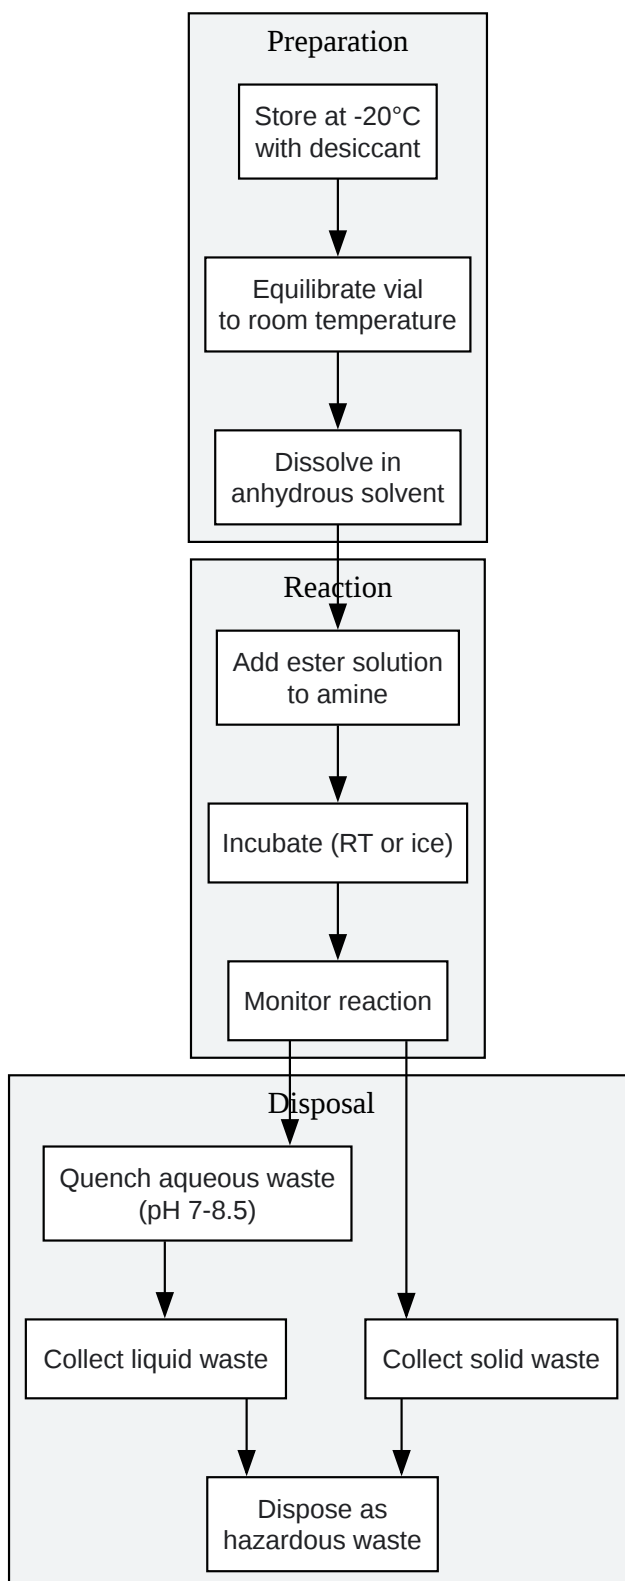 Preparation
Store at -20°C
with desiccant
Equilibrate vial
to room temperature
Dissolve in
anhydrous solvent
Reaction
Add ester solution
to amine
Incubate (RT or ice)
Monitor reaction
Disposal
Quench aqueous waste
(pH 7-8.5)
Collect liquid waste
Collect solid waste
Dispose as
hazardous waste